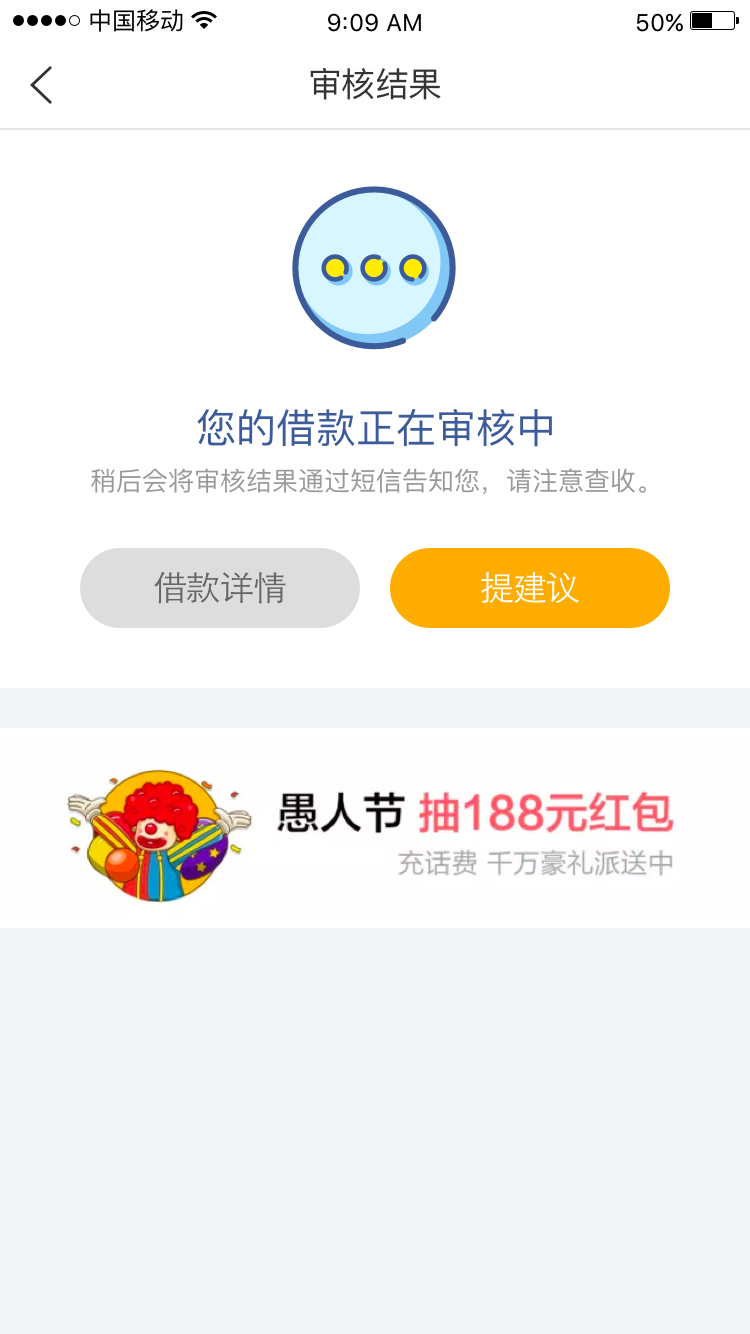 中国移动 9:09 AM 50%
审核结果
您的借款正在审核中
稍后会将审核结果通过短信告知您，请注意查收。
借款详情 提建议
愚人节 抽188元红包
充话费 千万豪礼派送中